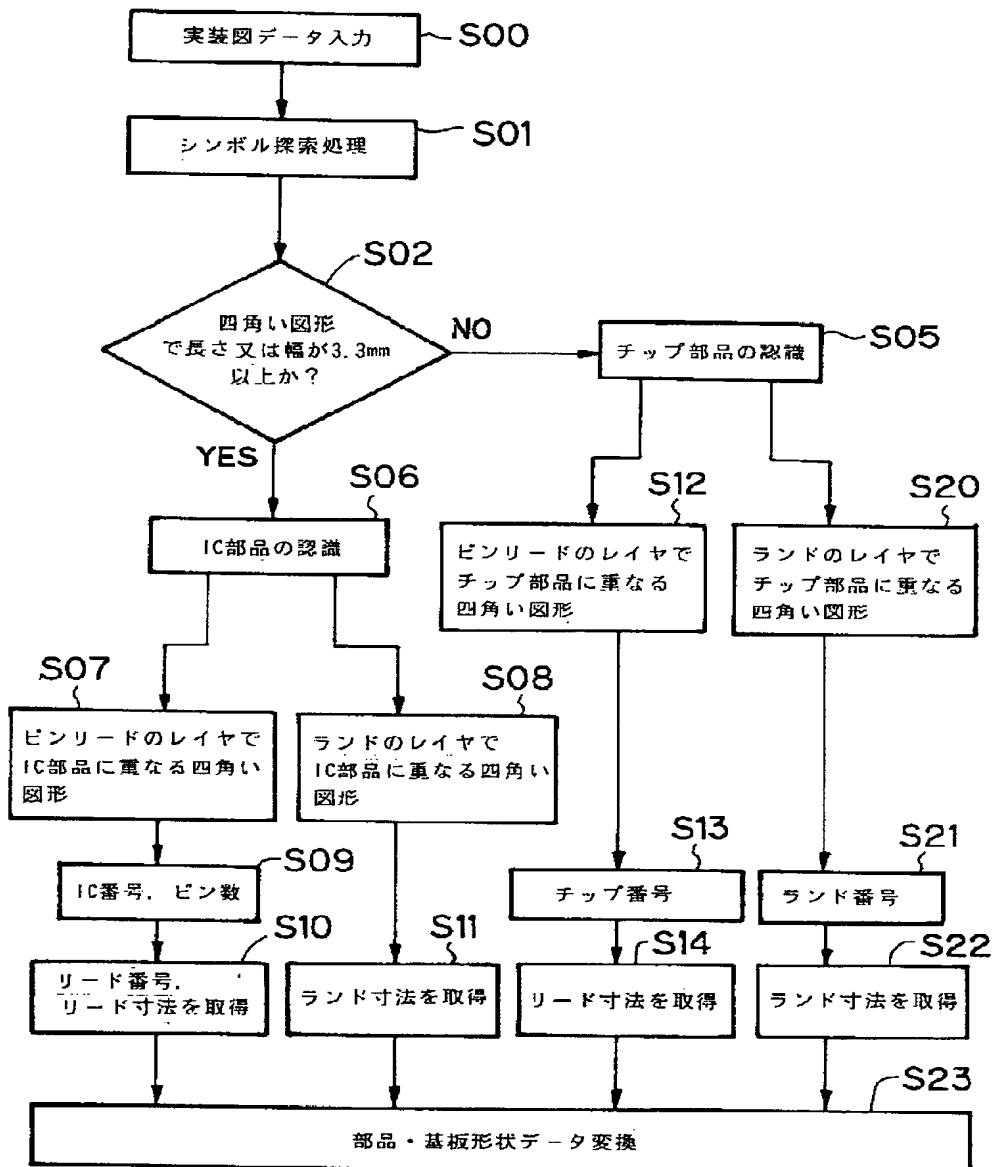 実装図データ入力
S00
シンボル探索処理
S01
S02
四角い図形
で長さ又は幅が3.3mm
以上か?
NO
YES
チップ部品の認識
S05
S06
IC部品の認識
S12
ピンリードのレイヤで
チップ部品に重なる
四角い図形
S20
ランドのレイヤで
チップ部品に重なる
四角い図形
S07
ピンリードのレイヤで
IC部品に重なる四角い
図形
S08
ランドのレイヤで
IC部品に重なる四角い
図形
S09
IC番号,ピン数
S13
チップ番号
S21
ランド番号
S10
リード番号,
リード寸法を取得
S11
ランド寸法を取得
S14
リード寸法を取得
S22
ランド寸法を取得
S23
部品・基板形状データ変換